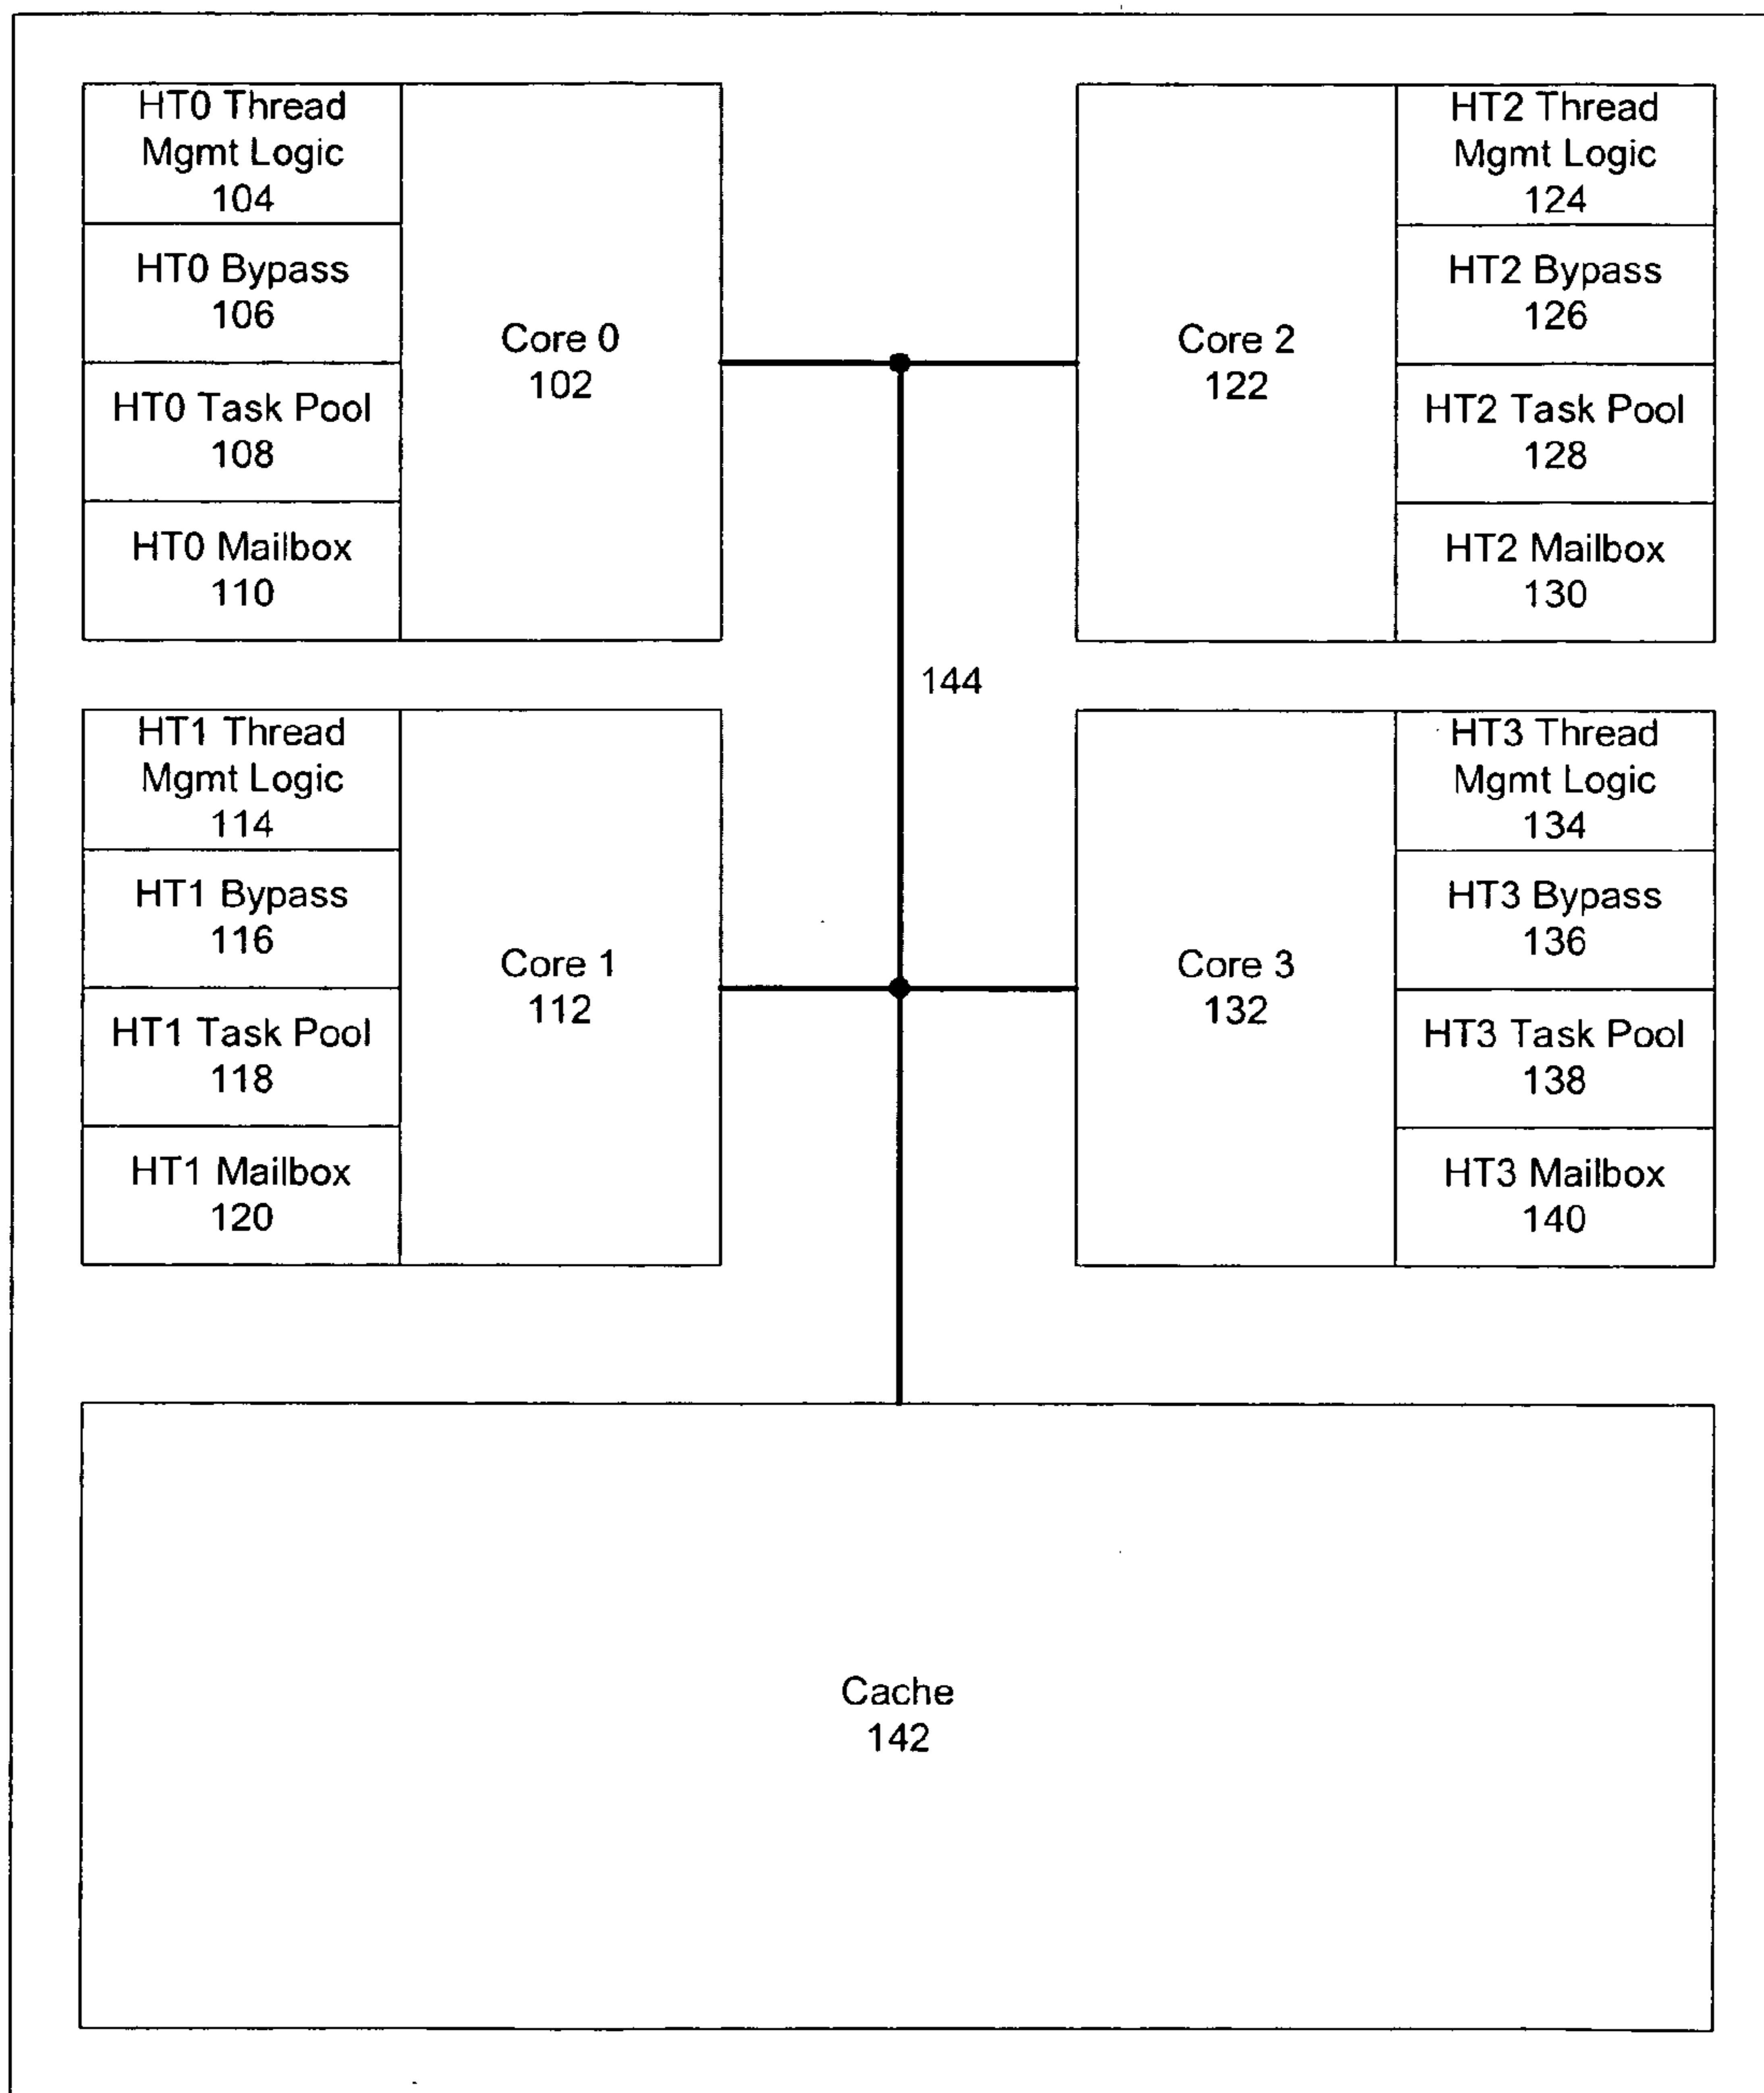 HT0 Thread
Mgmt Logic
104
HT0 Bypass
106
HT0 Task Pool
108
HT0 Mailbox
110
Core 0
102
Core 2
122
HT2 Thread
Mgmt Logic
124
HT2 Bypass
126
HT2 Task Pool
128
HT2 Mailbox
130
144
HT1 Thread
Mgmt Logic
114
HT1 Bypass
116
HT1 Task Pool
118
HT1 Mailbox
120
Core 1
112
Core 3
132
HT3 Thread
Mgmt Logic
134
HT3 Bypass
136
HT3 Task Pool
138
HT3 Mailbox
140
Cache
142